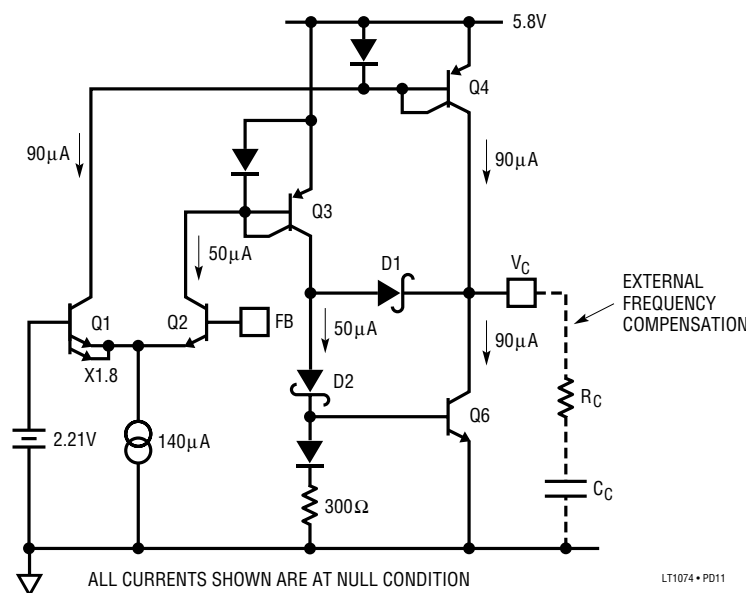 5.8V
Q4
90µA
90µA
Q3
50µA
D1
V_C
EXTERNAL
FREQUENCY
COMPENSATION
Q1
Q2
FB
50µA
90µA
X1.8
D2
R_C
Q6
2.21V
140µA
300Ω
C_C
ALL CURRENTS SHOWN ARE AT NULL CONDITION
LT1074 • PD11